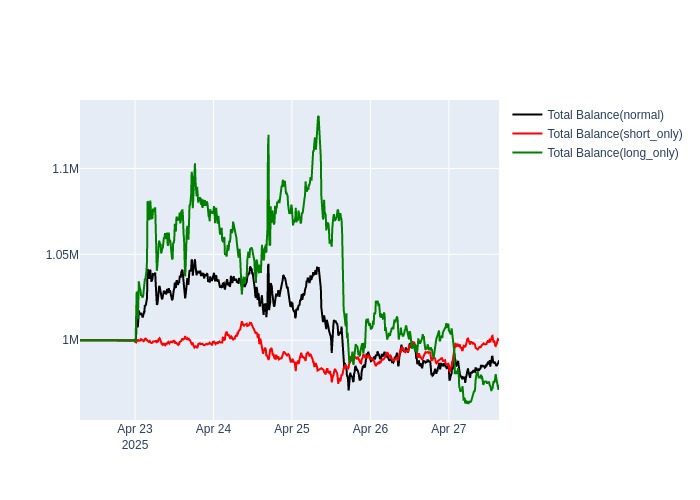 Total Balance(normal)
Total Balance(short_only)
Total Balance(long_only)
1.1M
1.05M
1M
Apr 23
2025
Apr 24
Apr 25
Apr 26
Apr 27